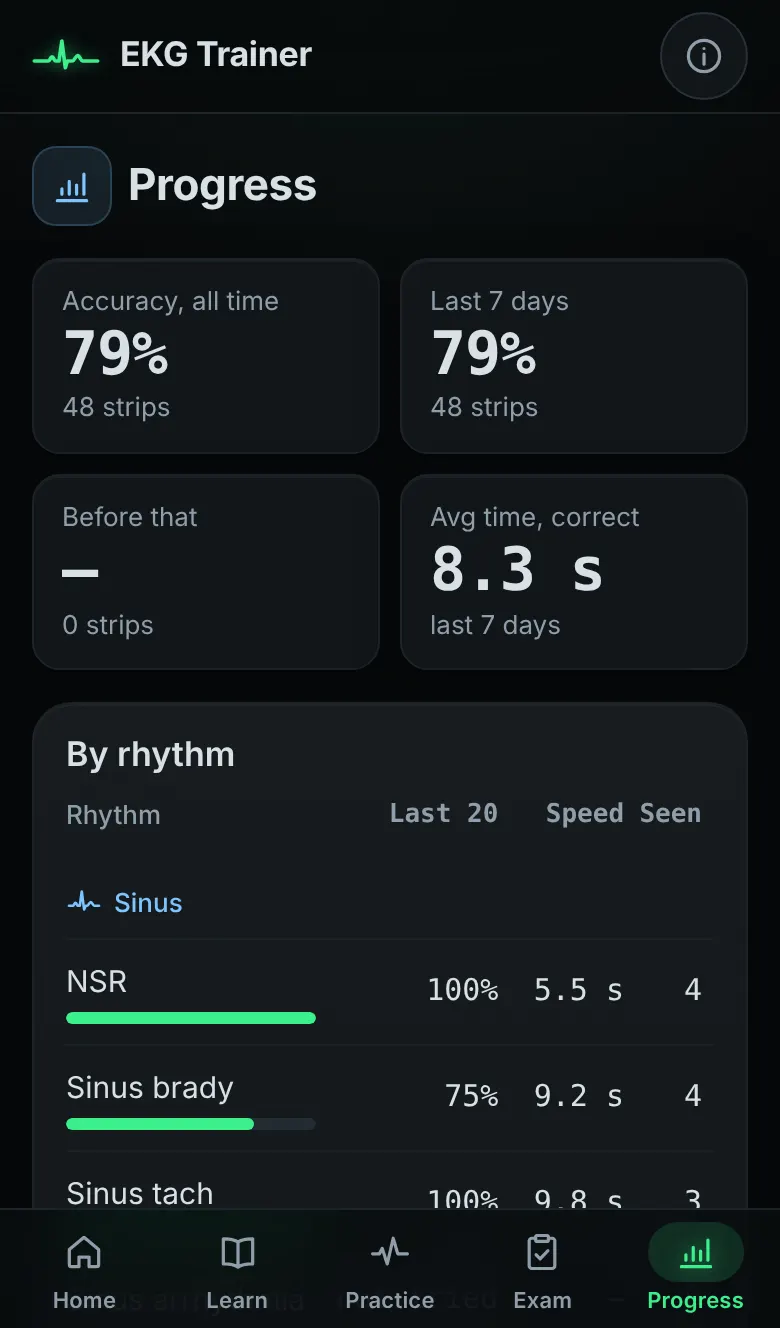 EKG Trainer
Progress
Accuracy, all time
79%
48 strips
Last 7 days
79%
48 strips
Before that
—
0 strips
Avg time, correct
8.3 s
last 7 days
By rhythm
Rhythm Last 20 Speed Seen
Sinus
NSR 100% 5.5 s 4
Sinus brady 75% 9.2 s 4
Sinus tach 100% 9.8 s 3
Home Learn Practice Exam Progress